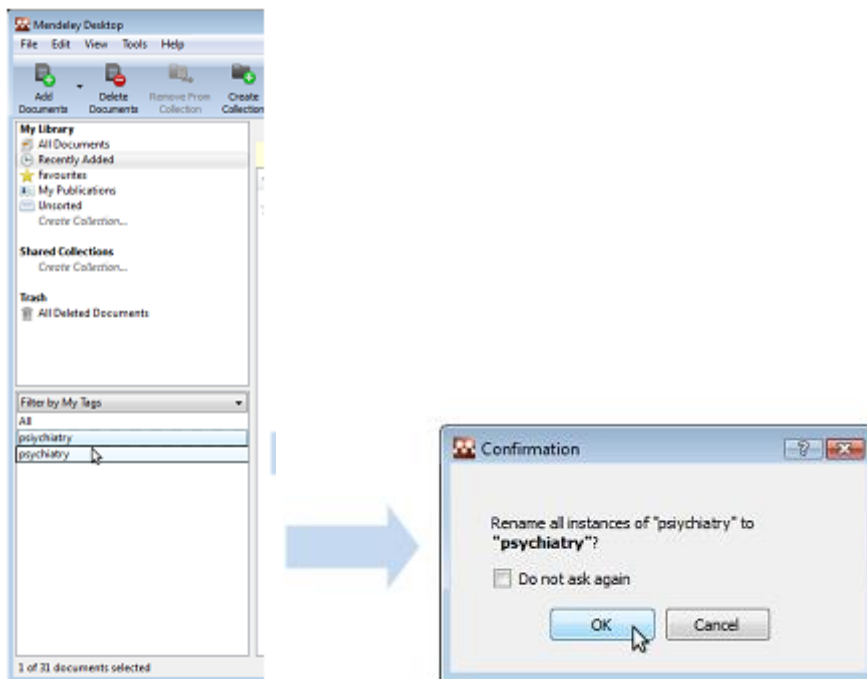 Mendeley Desktop
File Edit View Tools Help
Add Documents
Delete Documents
Remove From Collection
Create Collection
My Library
All Documents
Recently Added
favourites
My Publications
Unsorted
Create Collection...
Shared Collections
Create Collection...
Trash
All Deleted Documents
Filter by My Tags
All
psiychiatry
psychiatry
1 of 31 documents selected
Confirmation
Rename all instances of "psiychiatry" to
"psychiatry"?
Do not ask again
OK Cancel